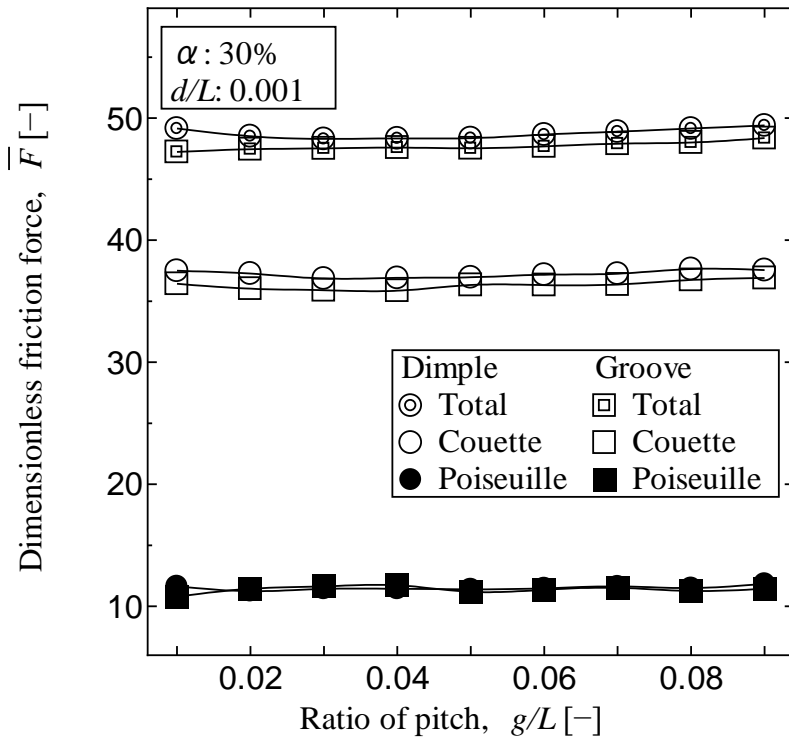 α : 30%
d/L: 0.001
50
40
30
20
10
Dimensionless friction force, F [−]
Dimple Groove
Total Total
Couette Couette
Poiseuille Poiseuille
0.02 0.04 0.06 0.08
Ratio of pitch, g/L [−]